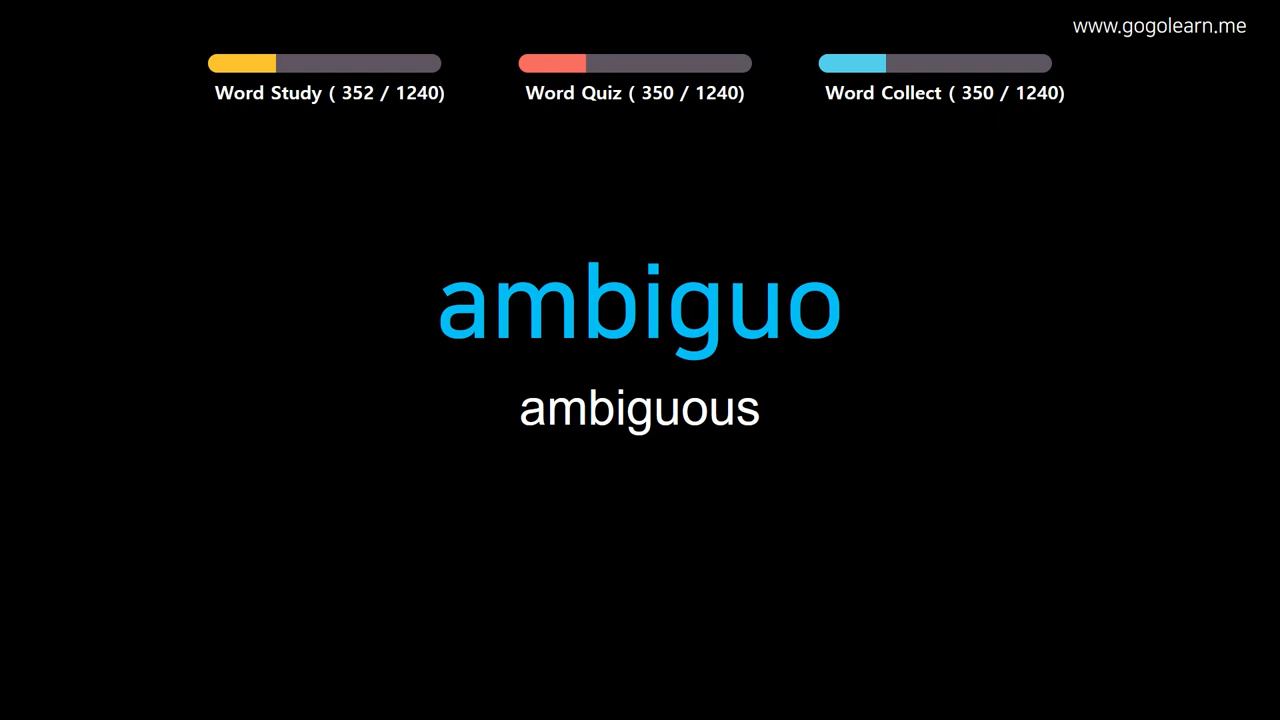 www.gogolearn.me
Word Study ( 352 / 1240)
Word Quiz ( 350 / 1240)
Word Collect ( 350 / 1240)
ambiguo
ambiguous